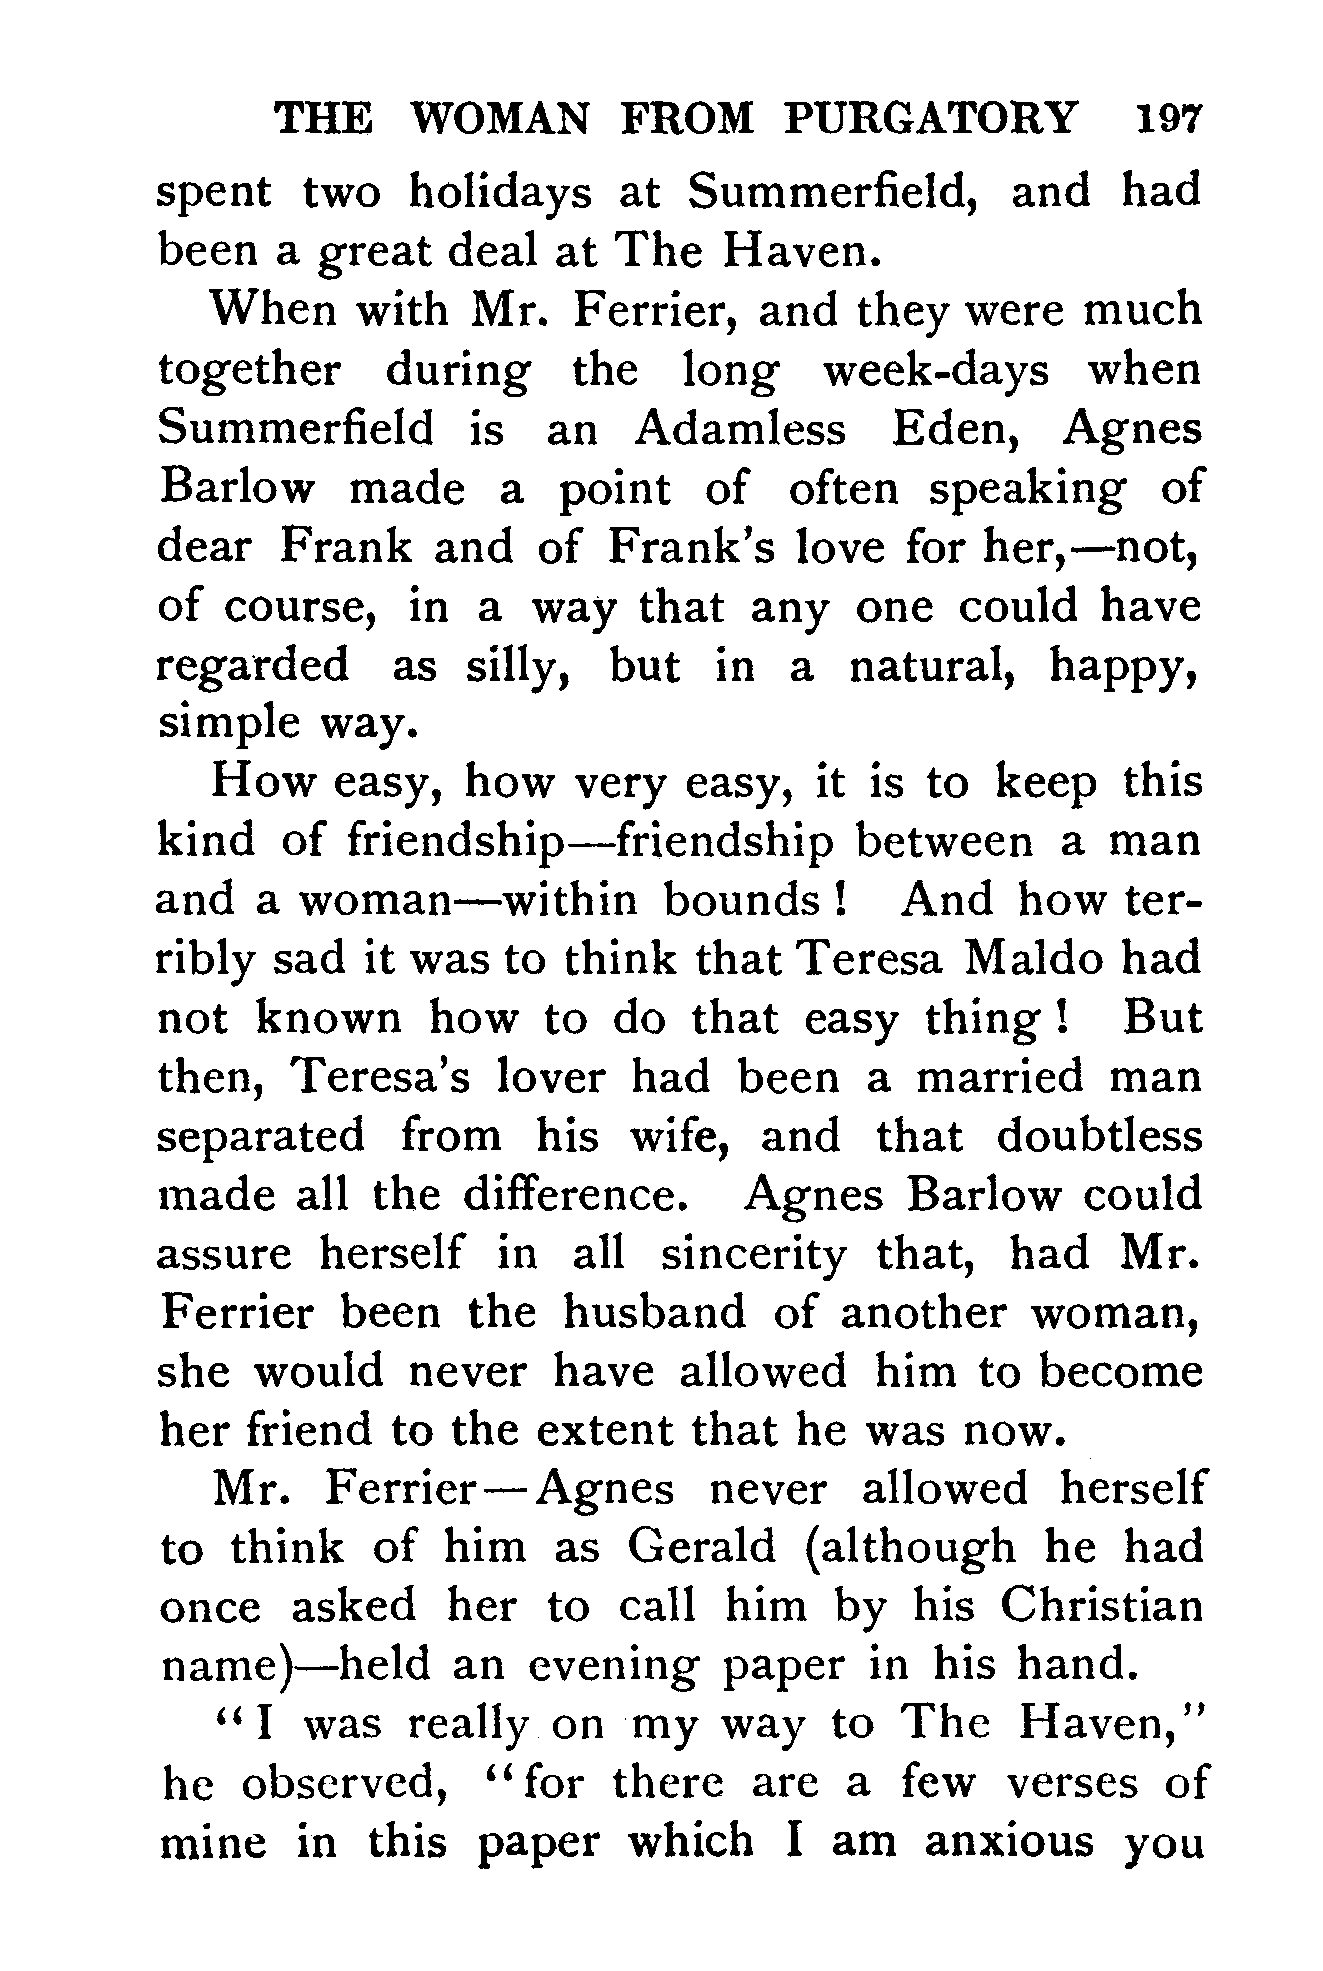 THE WOMAN FROM PURGATORY 197
spent two holidays at Summerfield, and had
been a great deal at The Haven.
When with Mr. Ferrier, and they were much
together during the long week-days when
Summerfield is an Adamless Eden, Agnes
Barlow made a point of often speaking of
dear Frank and of Frank's love for her,—not,
of course, in a way that any one could have
regarded as silly, but in a natural, happy,
simple way.
How easy, how very easy, it is to keep this
kind of friendship—friendship between a man
and a woman—within bounds ! And how ter-
ribly sad it was to think that Teresa Maldo had
not known how to do that easy thing ! But
then, Teresa's lover had been a married man
separated from his wife, and that doubtless
made all the difference. Agnes Barlow could
assure herself in all sincerity that, had Mr.
Ferrier been the husband of another woman,
she would never have allowed him to become
her friend to the extent that he was now.
Mr. Ferrier—Agnes never allowed herself
to think of him as Gerald (although he had
once asked her to call him by his Christian
name)—held an evening paper in his hand.
“ I was really on my way to The Haven,”
he observed, “ for there are a few verses of
mine in this paper which I am anxious you